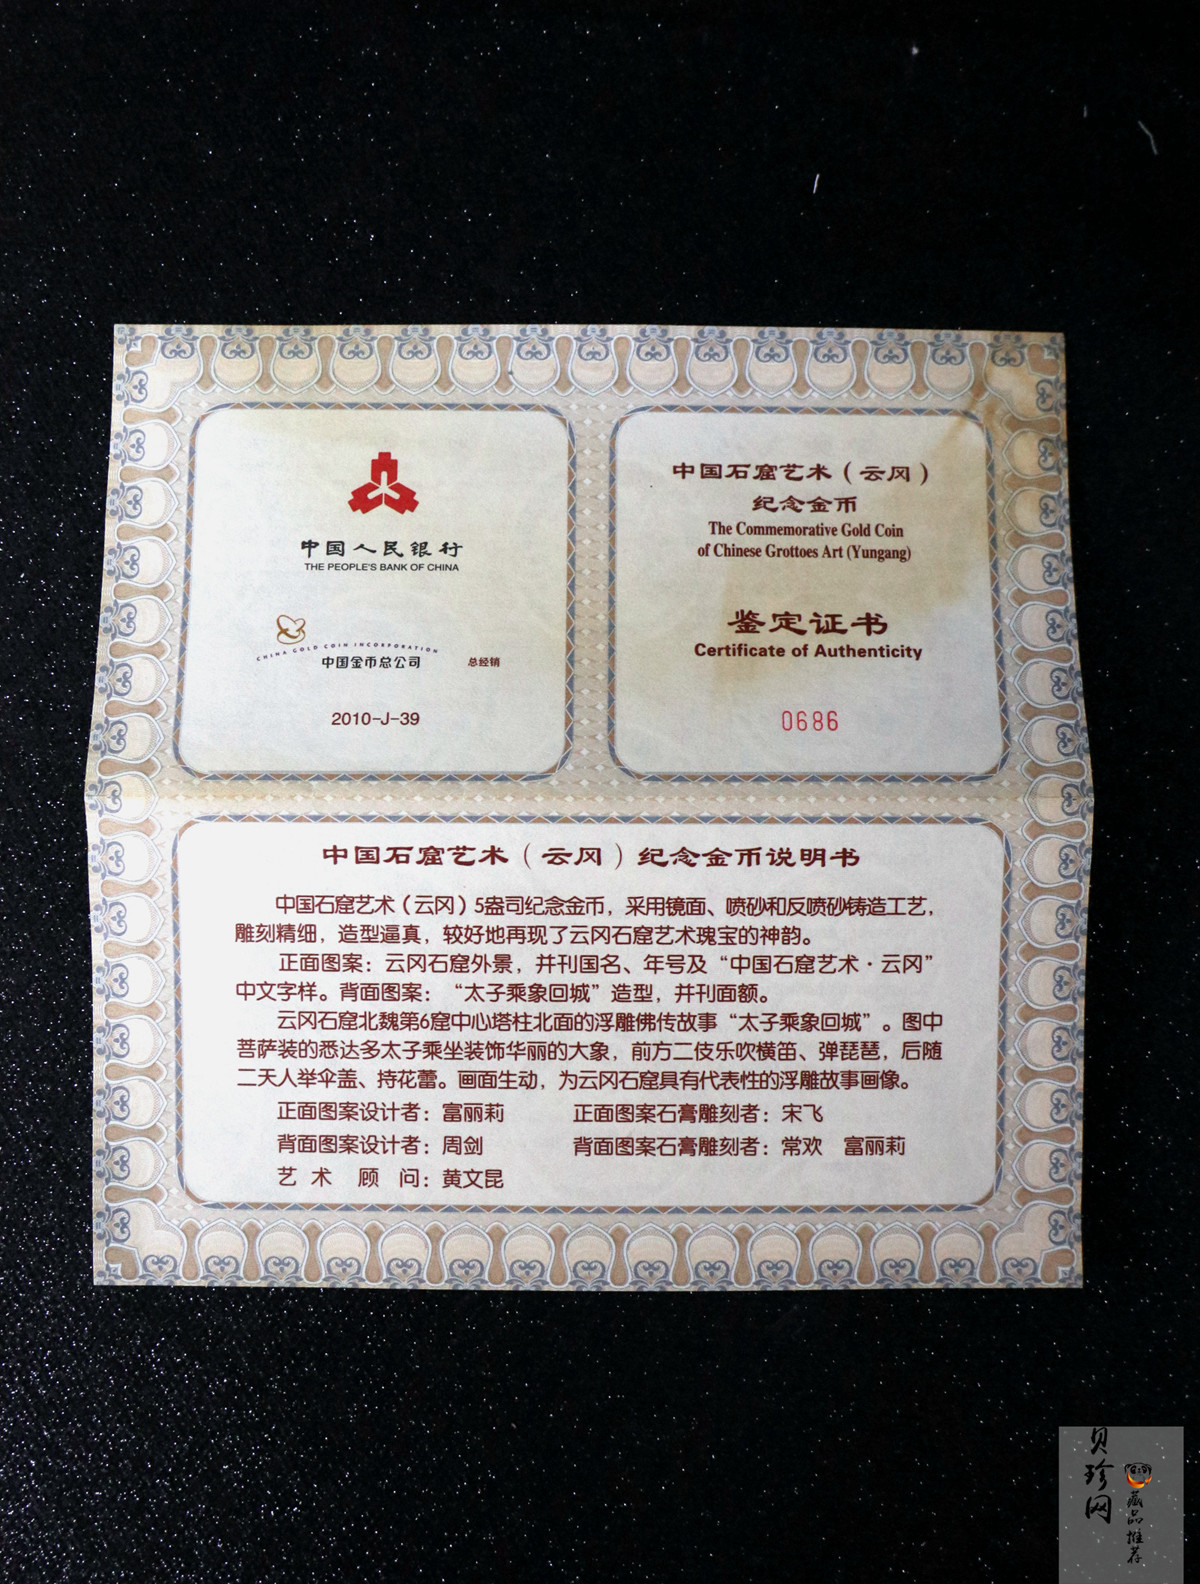 中国人民银行
THE PEOPLE'S BANK OF CHINA
CHINA GOLD COIN INCORPORATION
中国金币总公司 总经销
2010-J-39
中国石窟艺术（云冈）
纪念金币
The Commemorative Gold Coin
of Chinese Grottoes Art (Yungang)
鉴定证书
Certificate of Authenticity
0686
中国石窟艺术（云冈）纪念金币说明书
中国石窟艺术（云冈）5盎司纪念金币，采用镜面、喷砂和反喷砂铸造工艺，
雕刻精细，造型逼真，较好地再现了云冈石窟艺术瑰宝的神韵。
正面图案：云冈石窟外景，并刊国名、年号及“中国石窟艺术·云冈”
中文字样。背面图案：“太子乘象回城”造型，并刊面额。
云冈石窟北魏第6窟中心塔柱北面的浮雕佛传故事“太子乘象回城”。图中
菩萨装的悉达多太子乘坐装饰华丽的大象，前方二伎乐吹横笛、弹琵琶，后随
二天人举伞盖、持花蕾。画面生动，为云冈石窟具有代表性的浮雕故事画像。
正面图案设计者：富丽莉 正面图案石膏雕刻者：宋飞
背面图案设计者：周剑 背面图案石膏雕刻者：常欢 富丽莉
艺术顾问：黄文昆
贝珍网
藏品推荐